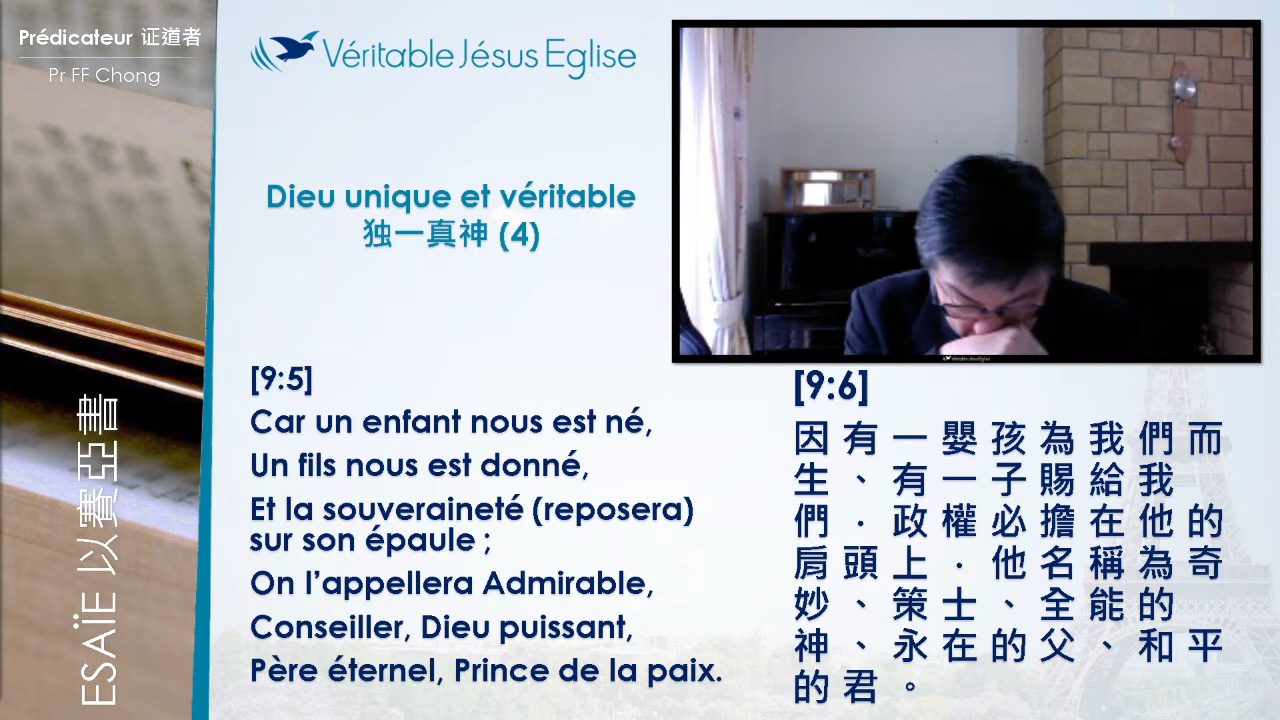 Prédicateur 证道者
Pr FF Chong
Véritable Jésus Eglise
Dieu unique et véritable
独一真神 (4)
[9:5]
Car un enfant nous est né,
Un fils nous est donné,
Et la souveraineté (reposera)
sur son épaule ;
On l’appellera Admirable,
Conseiller, Dieu puissant,
Père éternel, Prince de la paix.
[9:6]
因有一嬰孩為我們而
生、有一子賜給我
們．政權必擔在他的
肩頭上．他名稱為奇
妙、策士、全能的
神、永在的父、和平
的君。
ESAÏE 以賽亞書
Véritable Jésus Eglise